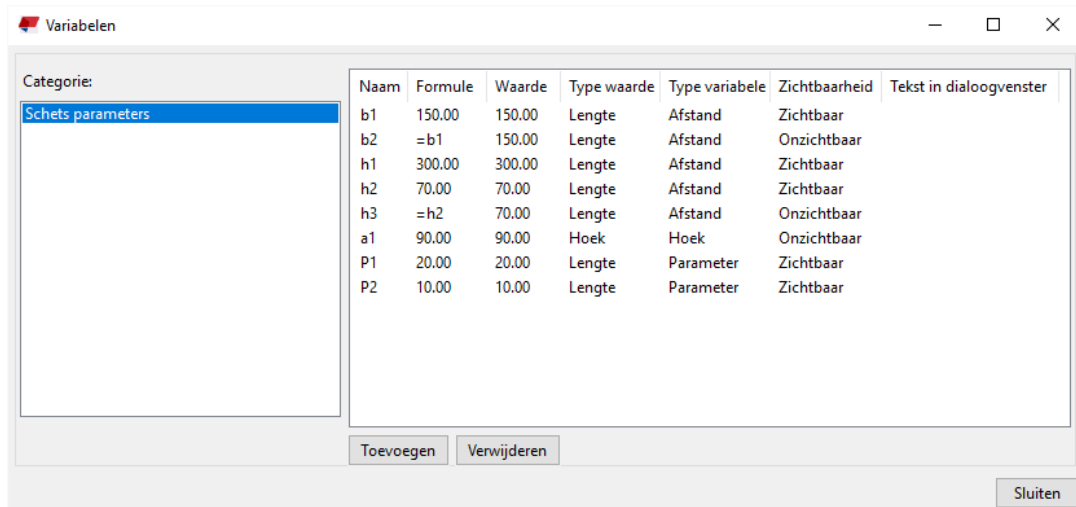 Variabelen
Categorie:
Schets parameters
Naam Formule Waarde Type waarde Type variabele Zichtbaarheid Tekst in dialoogvenster
b1 150.00 150.00 Lengte Afstand Zichtbaar
b2 =b1 150.00 Lengte Afstand Onzichtbaar
h1 300.00 300.00 Lengte Afstand Zichtbaar
h2 70.00 70.00 Lengte Afstand Zichtbaar
h3 =h2 70.00 Lengte Afstand Onzichtbaar
a1 90.00 90.00 Hoek Hoek Onzichtbaar
P1 20.00 20.00 Lengte Parameter Zichtbaar
P2 10.00 10.00 Lengte Parameter Zichtbaar
Toevoegen Verwijderen
Sluiten